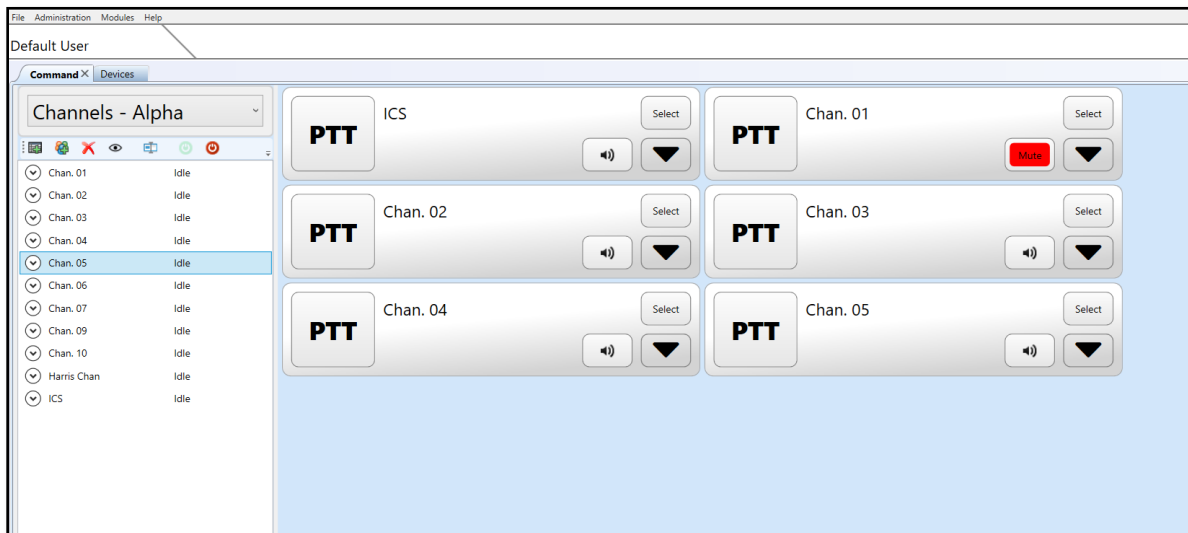 File Administration Modules Help
Default User
Command Devices
Channels - Alpha
Chan. 01 Idle
Chan. 02 Idle
Chan. 03 Idle
Chan. 04 Idle
Chan. 05 Idle
Chan. 06 Idle
Chan. 07 Idle
Chan. 09 Idle
Chan. 10 Idle
Harris Chan Idle
ICS Idle
PTT ICS Select
PTT Chan. 01 Select
Mute
PTT Chan. 02 Select
PTT Chan. 03 Select
PTT Chan. 04 Select
PTT Chan. 05 Select